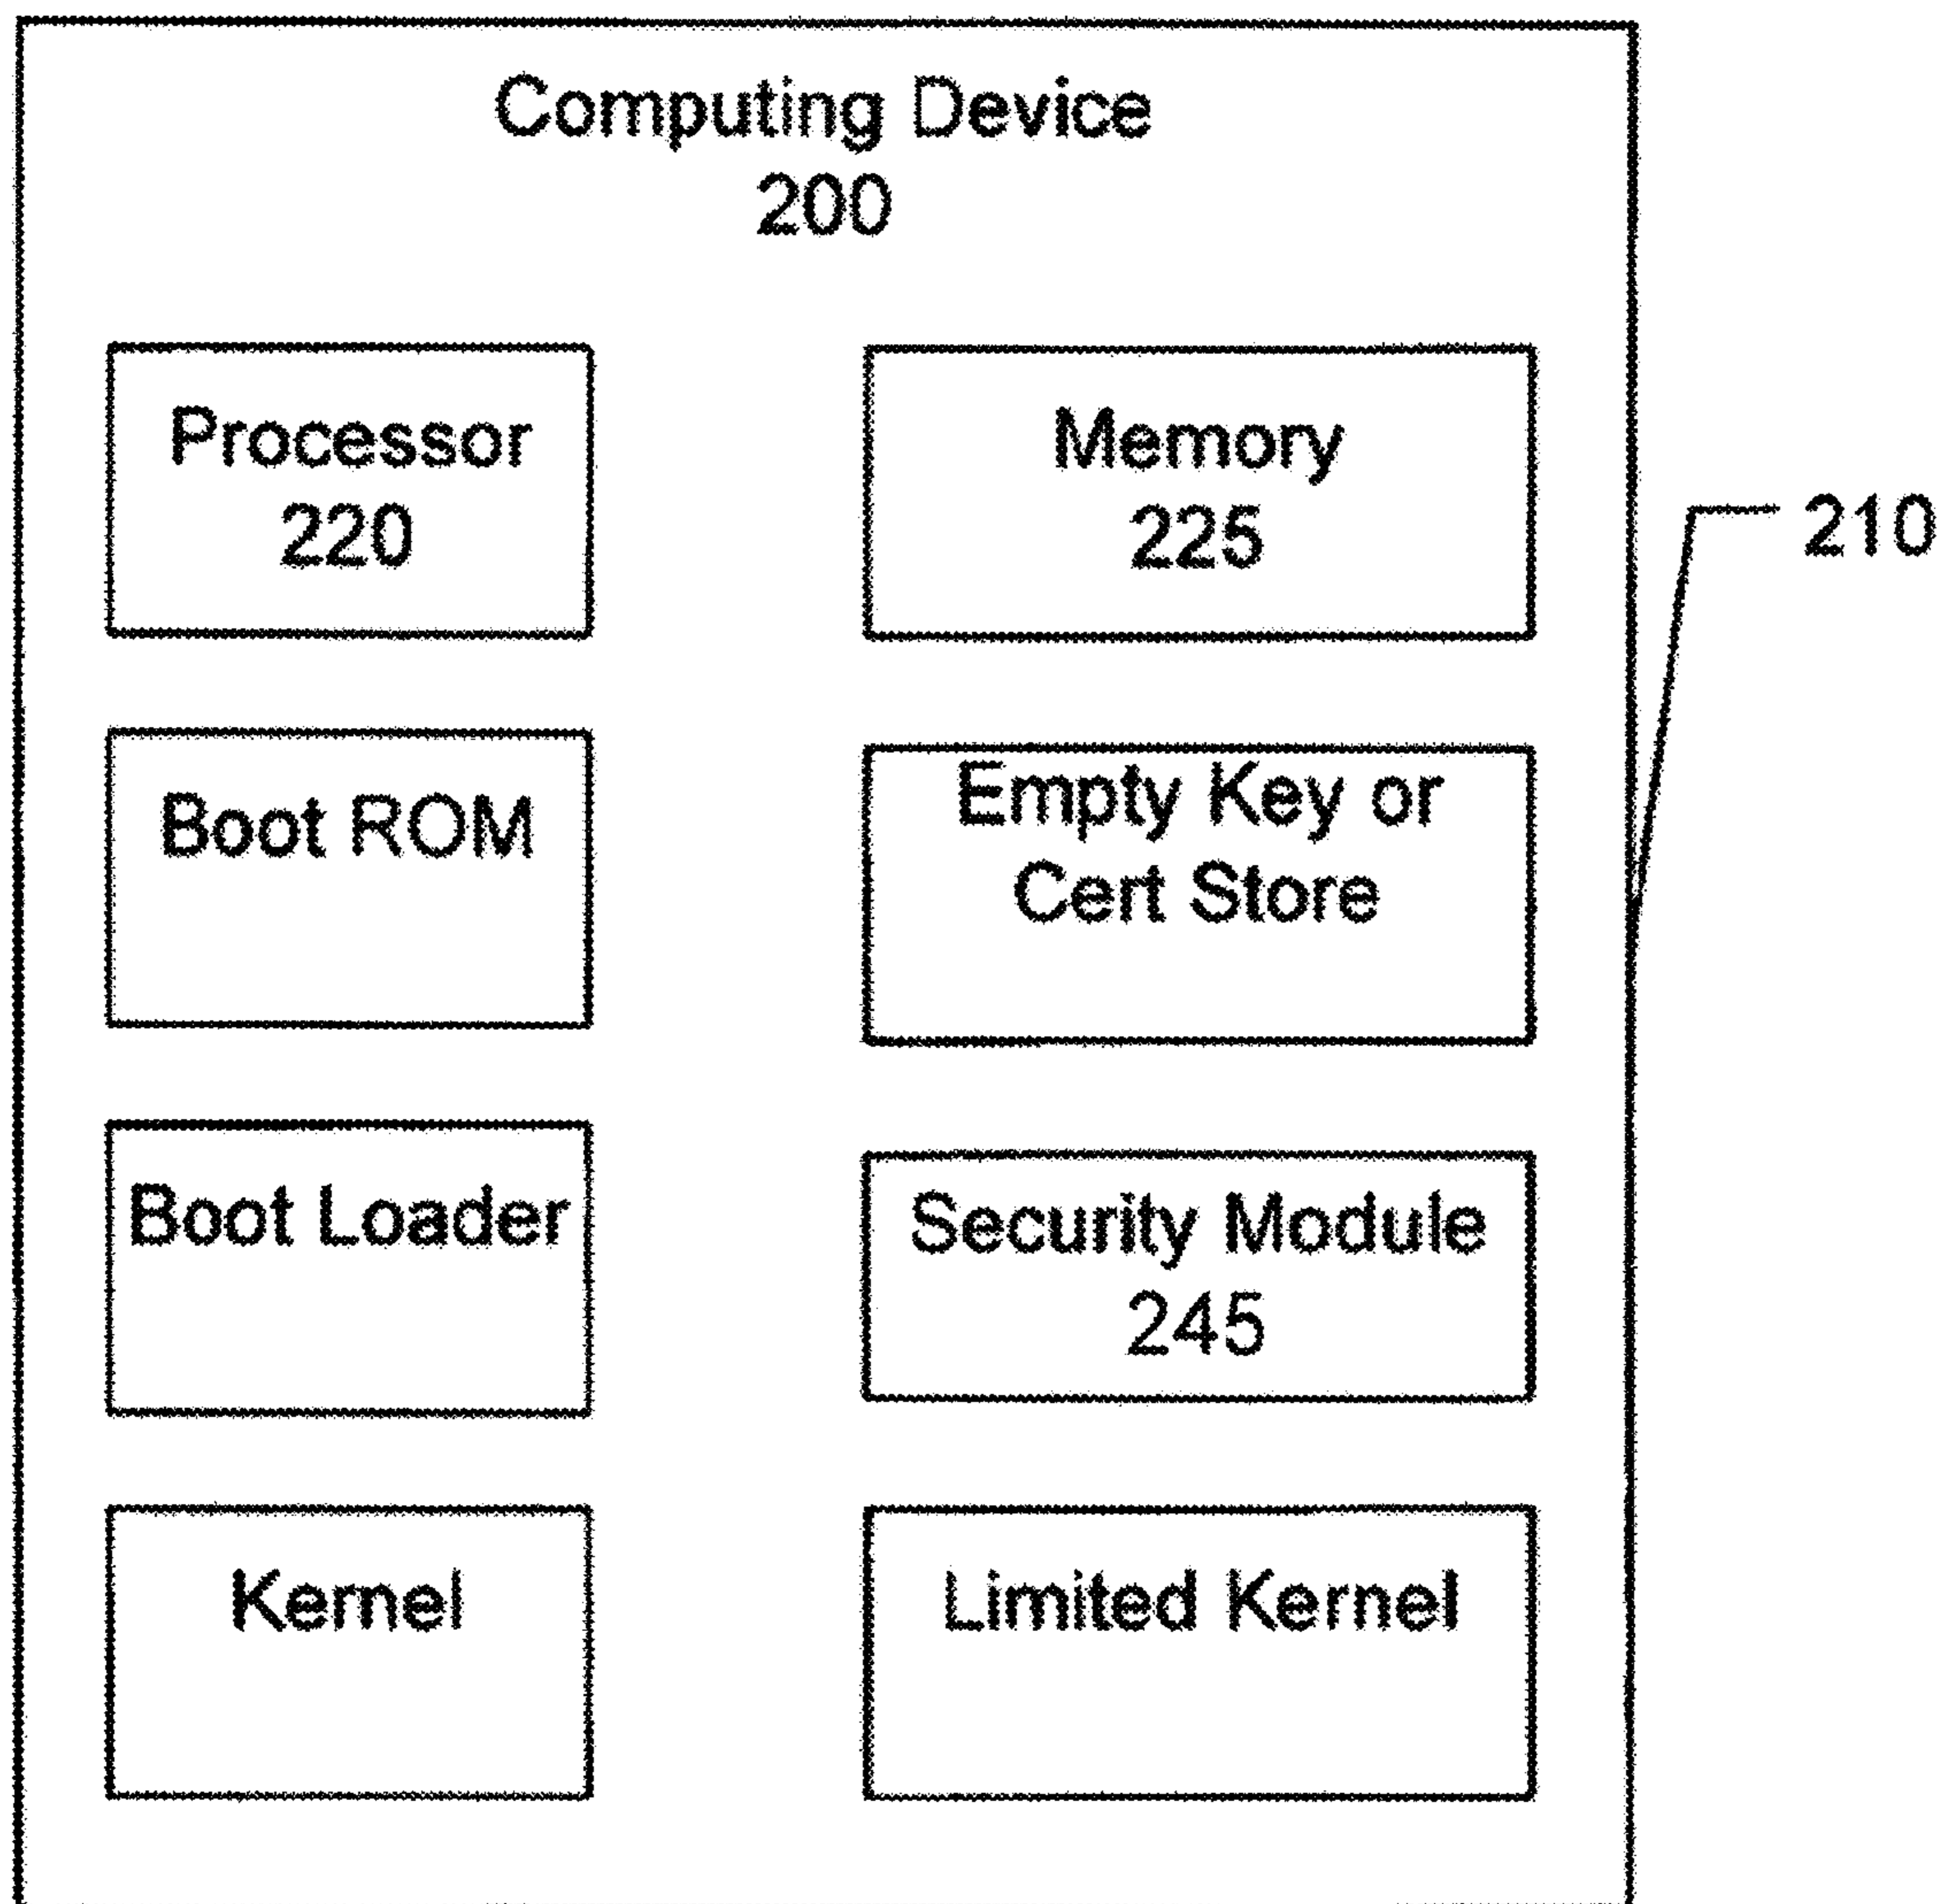 Computing Device
200
Processor
220
Memory
225
210
Boot ROM
Empty Key or
Cert Store
Boot Loader
Security Module
245
Kernel
Limited Kernel